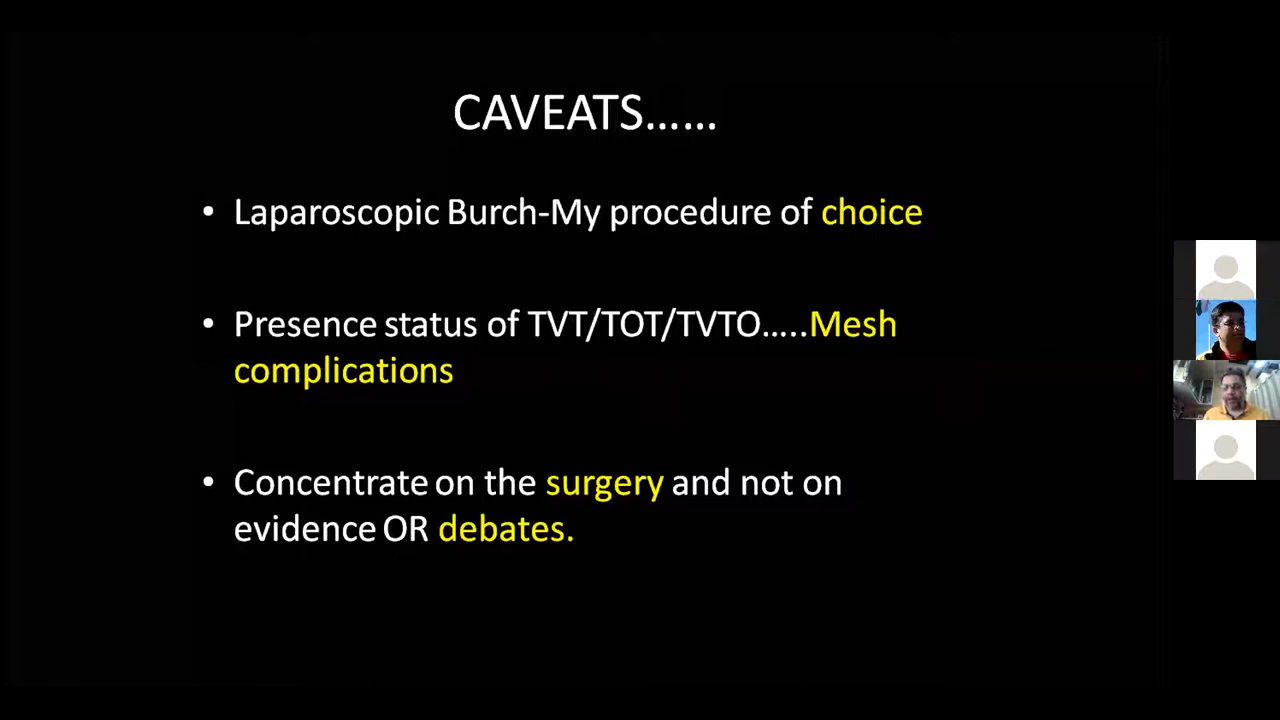 CAVEATS……
• Laparoscopic Burch-My procedure of choice
• Presence status of TVT/TOT/TVTO…..Mesh
complications
• Concentrate on the surgery and not on
evidence OR debates.